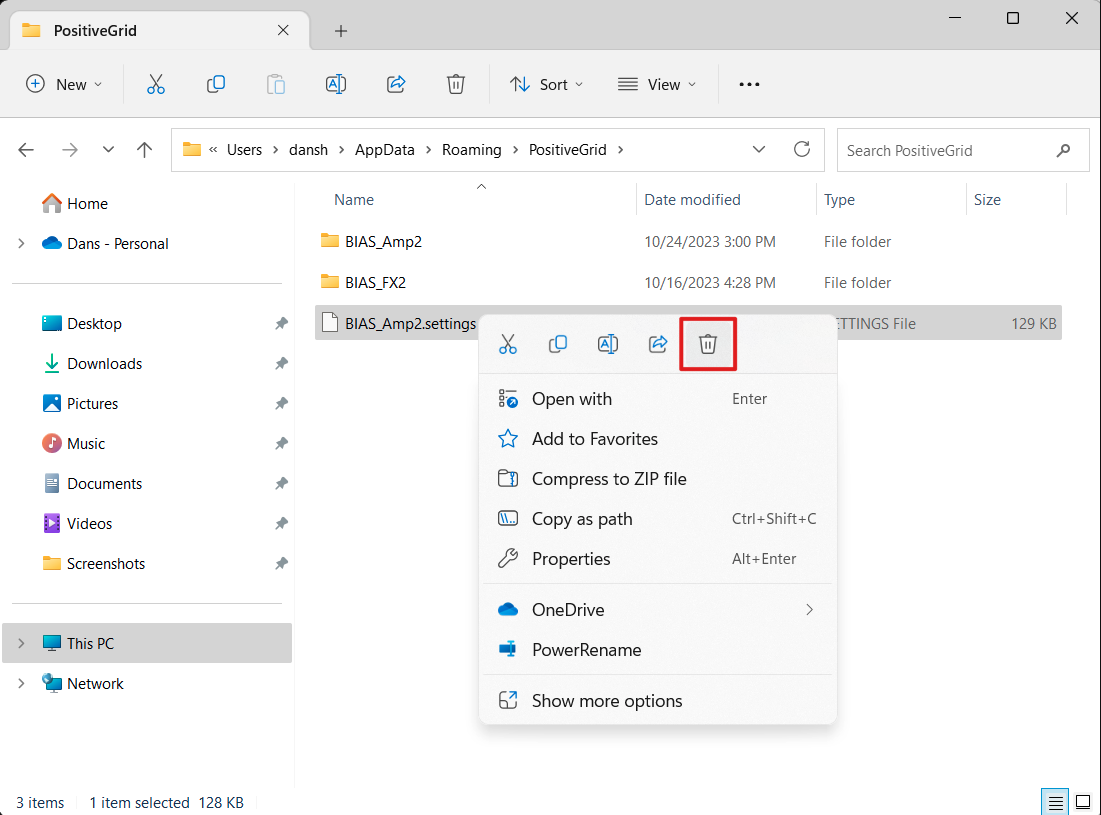 PositiveGrid
New
Sort
View
« Users > dansh > AppData > Roaming > PositiveGrid >
Search PositiveGrid
Name Date modified Type Size
Home
Dans - Personal
Desktop
Downloads
Pictures
Music
Documents
Videos
Screenshots
This PC
Network
BIAS_Amp2 10/24/2023 3:00 PM File folder
BIAS_FX2 10/16/2023 4:28 PM File folder
BIAS_Amp2.settings ETTINGS File 129 KB
Open with Enter
Add to Favorites
Compress to ZIP file
Copy as path Ctrl+Shift+C
Properties Alt+Enter
OneDrive
PowerRename
Show more options
3 items 1 item selected 128 KB